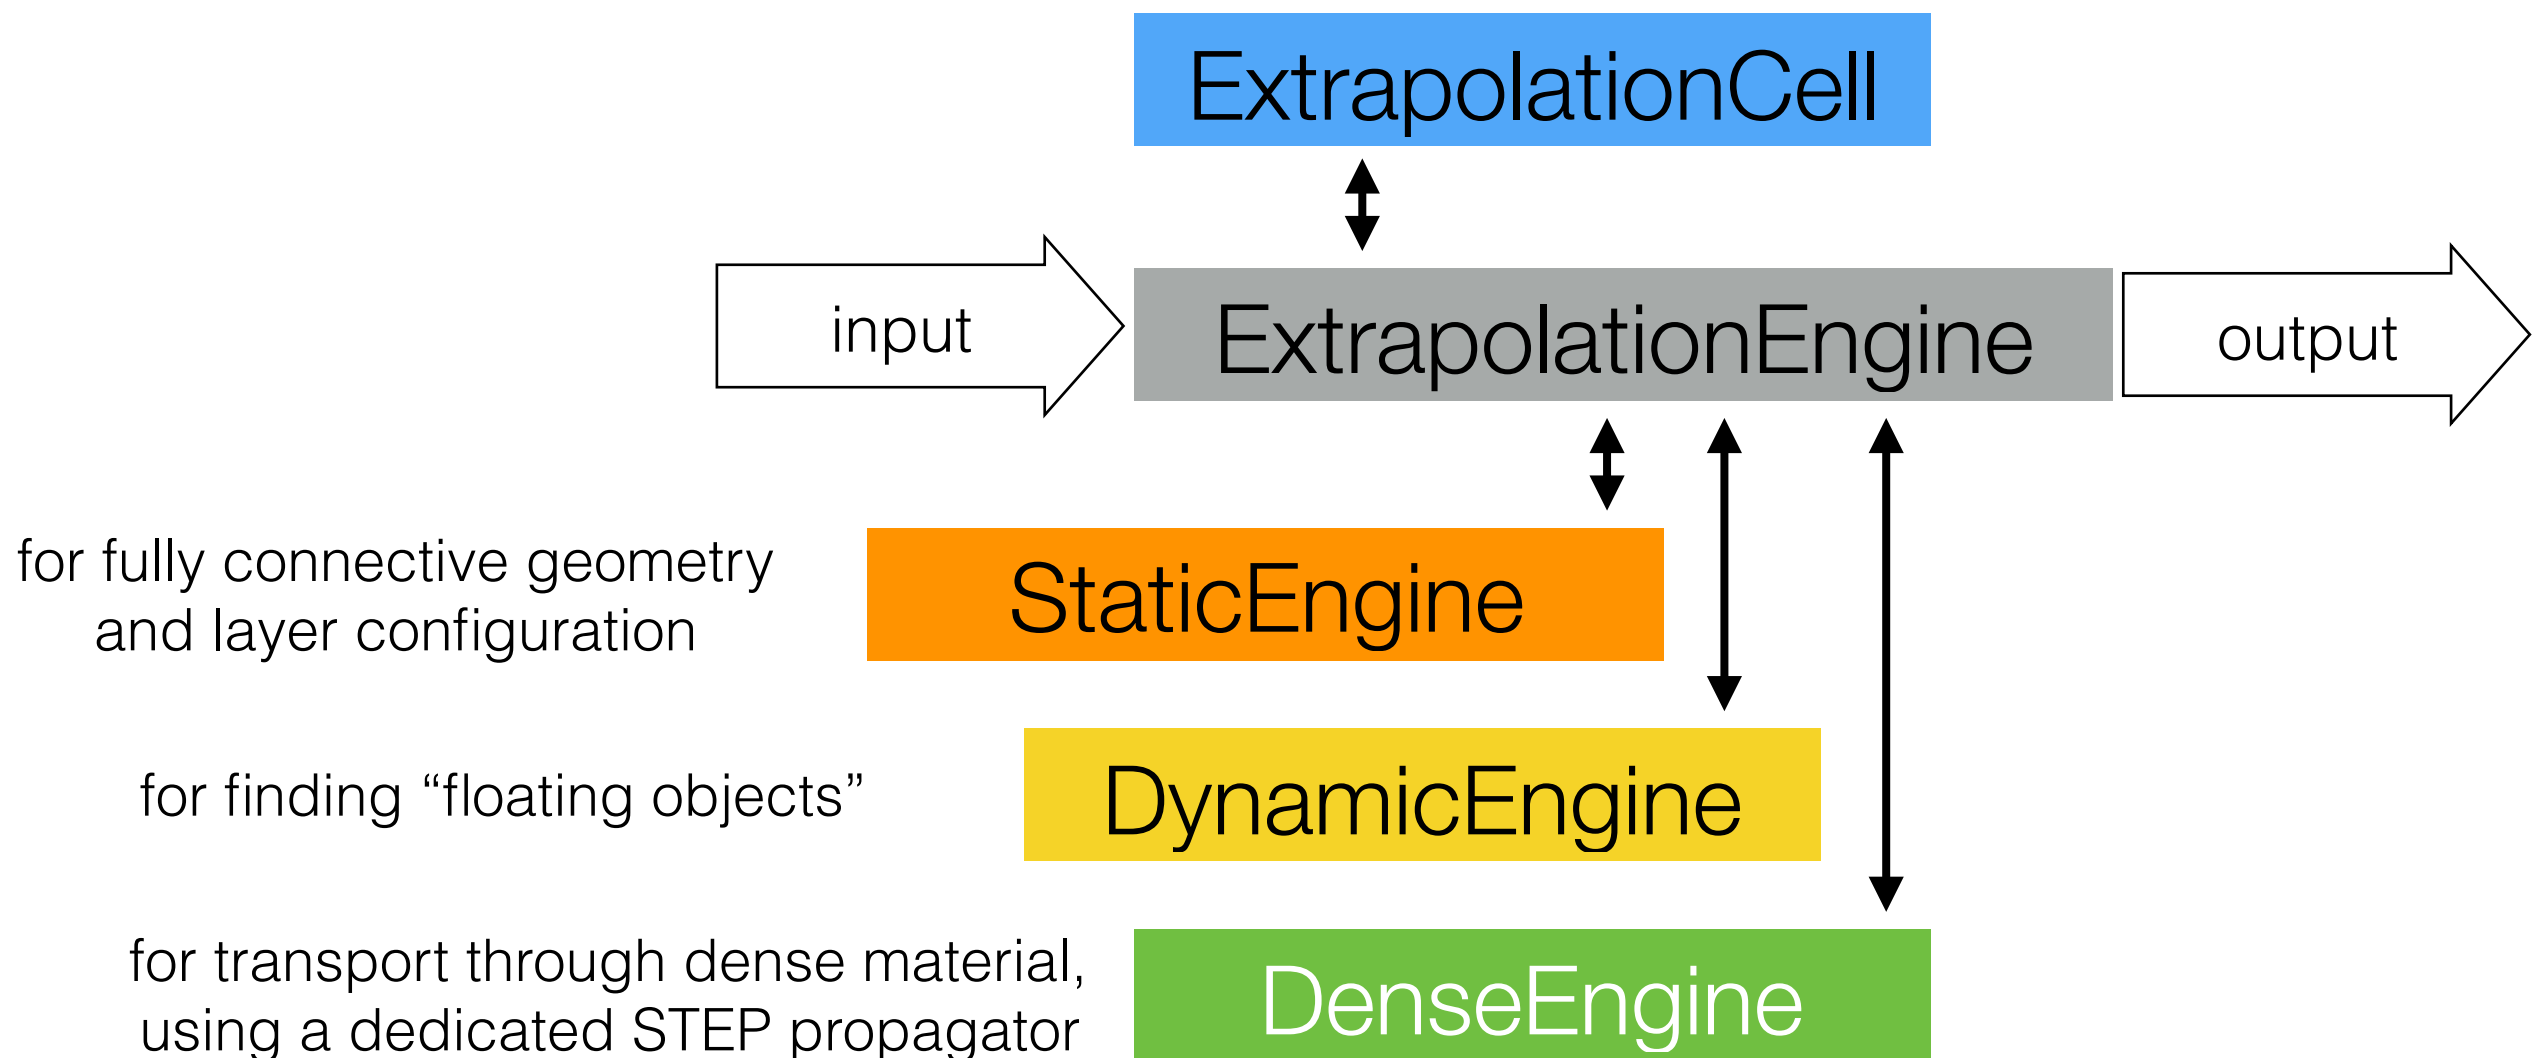 ExtrapolationCell
input
ExtrapolationEngine
output
for fully connective geometry
and layer configuration
StaticEngine
for finding “floating objects”
DynamicEngine
for transport through dense material,
using a dedicated STEP propagator
DenseEngine